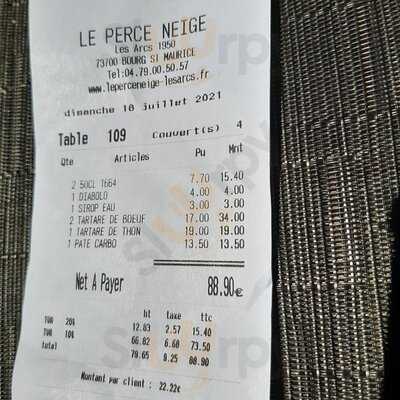 LE PERCE NEIGE
Les Arcs 1950
73700 BOURG ST MAURICE
Tel:04.79.00.50.57
www.leperceneige-lesarcs.fr
dimanche 18 juillet 2021
Table 109 Couvert(s) 4
Qte Articles Pu Mnt
2 50CL 1664 7.70 15.40
1 DIABOLO 4.00 4.00
1 SIROP EAU 3.00 3.00
2 TARTARE DE BOEUF 17.00 34.00
1 TARTARE DE THON 19.00 19.00
1 PATE CARBO 13.50 13.50
Net A Payer 88.90€
ht taxe ttc
TVA 20% 12.83 2.57 15.40
TVA 10% 66.82 6.68 73.50
total 79.65 9.25 88.90
Montant par client : 22.22€